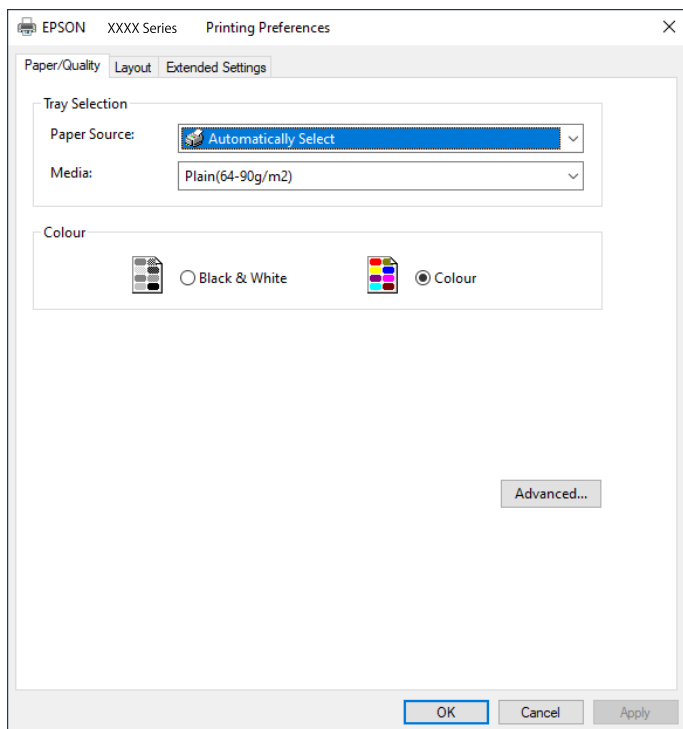 EPSON XXXX Series Printing Preferences
Paper/Quality Layout Extended Settings
Tray Selection
Paper Source: Automatically Select
Media: Plain(64-90g/m2)
Colour
Black & White Colour
Advanced...
OK Cancel Apply